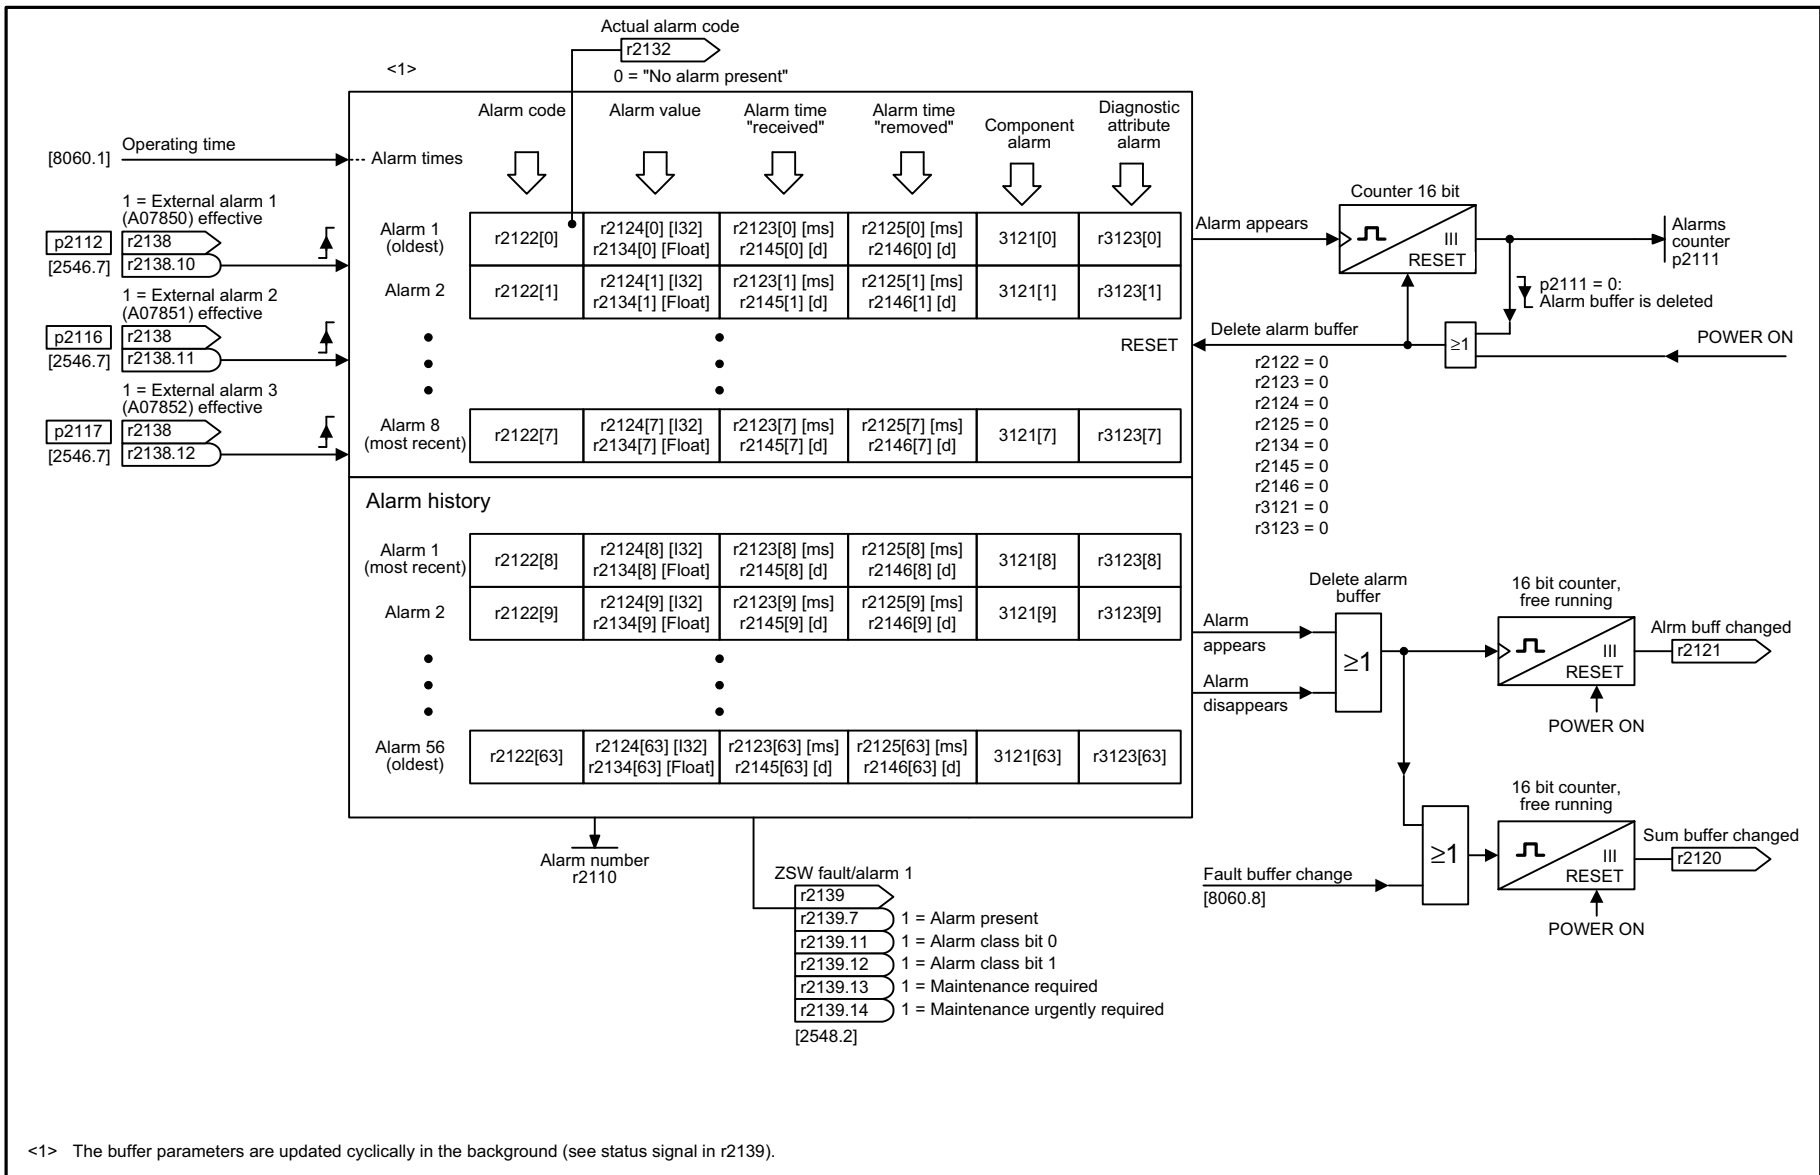 Actual alarm code
r2132
0 = "No alarm present"
<1>
Alarm code
Alarm value
Alarm time
"received"
Alarm time
"removed"
Component
alarm
Diagnostic
attribute
alarm
[8060.1]
Operating time
Alarm times
1 = External alarm 1
(A07850) effective
p2112
r2138
[2546.7]
r2138.10
1 = External alarm 2
(A07851) effective
p2116
r2138
[2546.7]
r2138.11
1 = External alarm 3
(A07852) effective
p2117
r2138
[2546.7]
r2138.12
Alarm 1
(oldest)
r2122[0]
r2124[0] [I32]
r2134[0] [Float]
r2123[0] [ms]
r2145[0] [d]
r2125[0] [ms]
r2146[0] [d]
3121[0]
r3123[0]
Alarm 2
r2122[1]
r2124[1] [I32]
r2134[1] [Float]
r2123[1] [ms]
r2145[1] [d]
r2125[1] [ms]
r2146[1] [d]
3121[1]
r3123[1]
RESET
Alarm 8
(most recent)
r2122[7]
r2124[7] [I32]
r2134[7] [Float]
r2123[7] [ms]
r2145[7] [d]
r2125[7] [ms]
r2146[7] [d]
3121[7]
r3123[7]
Alarm appears
Counter 16 bit
III
RESET
Alarms
counter
p2111
p2111 = 0:
Alarm buffer is deleted
Delete alarm buffer
≥1
POWER ON
r2122 = 0
r2123 = 0
r2124 = 0
r2125 = 0
r2134 = 0
r2145 = 0
r2146 = 0
r3121 = 0
r3123 = 0
Alarm history
Alarm 1
(most recent)
r2122[8]
r2124[8] [I32]
r2134[8] [Float]
r2123[8] [ms]
r2145[8] [d]
r2125[8] [ms]
r2146[8] [d]
3121[8]
r3123[8]
Alarm 2
r2122[9]
r2124[9] [I32]
r2134[9] [Float]
r2123[9] [ms]
r2145[9] [d]
r2125[9] [ms]
r2146[9] [d]
3121[9]
r3123[9]
Alarm 56
(oldest)
r2122[63]
r2124[63] [I32]
r2134[63] [Float]
r2123[63] [ms]
r2145[63] [d]
r2125[63] [ms]
r2146[63] [d]
3121[63]
r3123[63]
Alarm
appears
Alarm
disappears
Delete alarm
buffer
≥1
16 bit counter,
free running
III
RESET
POWER ON
Alrm buff changed
r2121
Fault buffer change
[8060.8]
≥1
16 bit counter,
free running
III
RESET
POWER ON
Sum buffer changed
r2120
Alarm number
r2110
ZSW fault/alarm 1
r2139
r2139.7
1 = Alarm present
r2139.11
1 = Alarm class bit 0
r2139.12
1 = Alarm class bit 1
r2139.13
1 = Maintenance required
r2139.14
1 = Maintenance urgently required
[2548.2]
<1> The buffer parameters are updated cyclically in the background (see status signal in r2139).